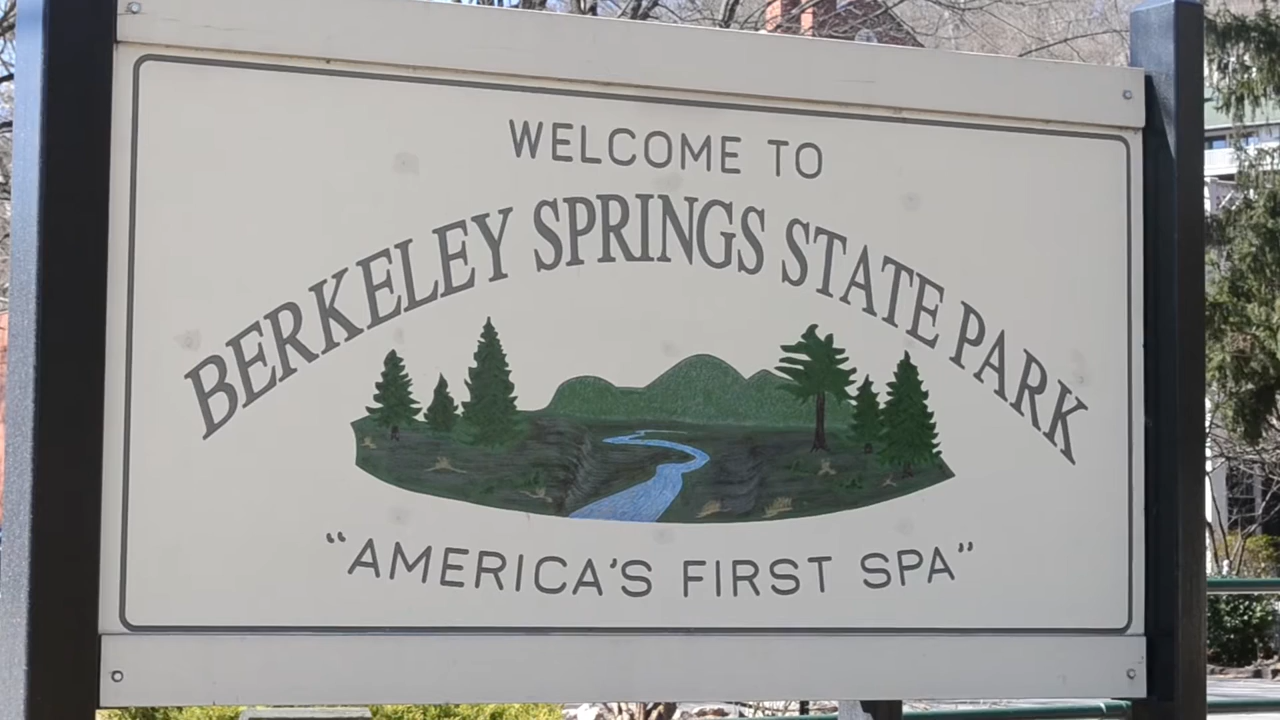 WELCOME TO
BERKELEY SPRINGS STATE PARK
“AMERICA'S FIRST SPA”